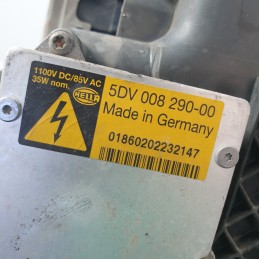 1100V DC/85V AC
35W nom.
HELLA
5DV 008 290-00
Made in Germany
01860202232147